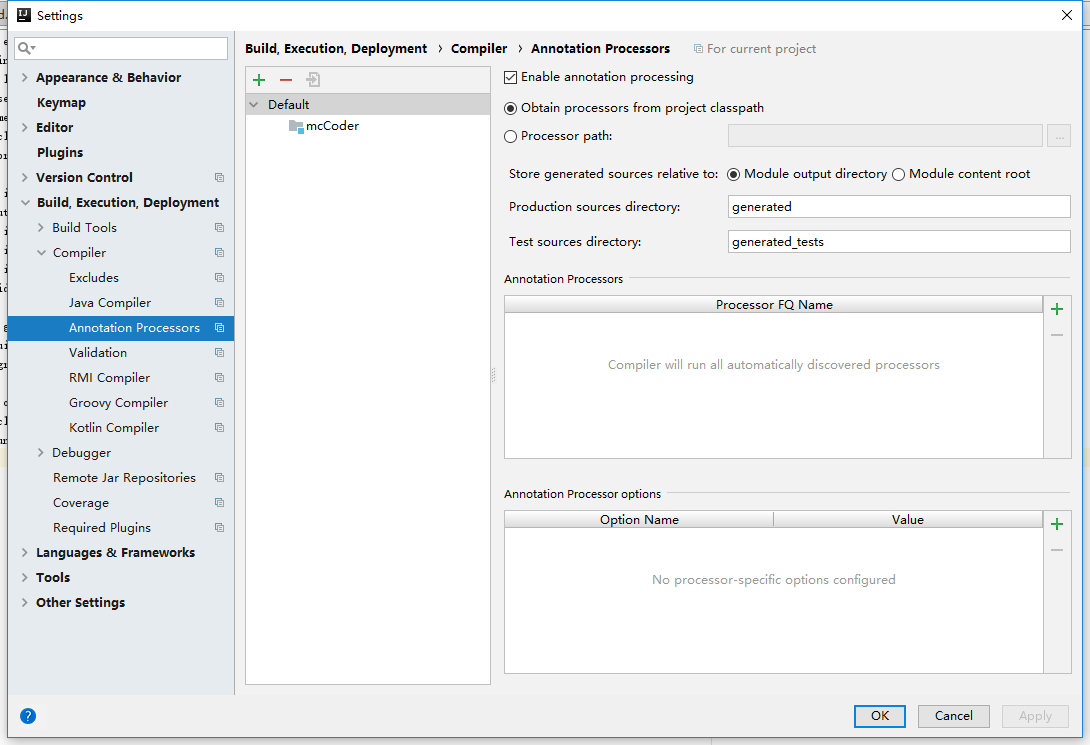 Settings
Appearance & Behavior
Keymap
Editor
Plugins
Version Control
Build, Execution, Deployment
Build Tools
Compiler
Excludes
Java Compiler
Annotation Processors
Validation
RMI Compiler
Groovy Compiler
Kotlin Compiler
Debugger
Remote Jar Repositories
Coverage
Required Plugins
Languages & Frameworks
Tools
Other Settings
Build, Execution, Deployment › Compiler › Annotation Processors For current project
Default
mcCoder
Enable annotation processing
Obtain processors from project classpath
Processor path:
...
Store generated sources relative to: Module output directory Module content root
Production sources directory: generated
Test sources directory: generated_tests
Annotation Processors
Processor FQ Name
Compiler will run all automatically discovered processors
Annotation Processor options
Option Name Value
No processor-specific options configured
?
OK Cancel Apply